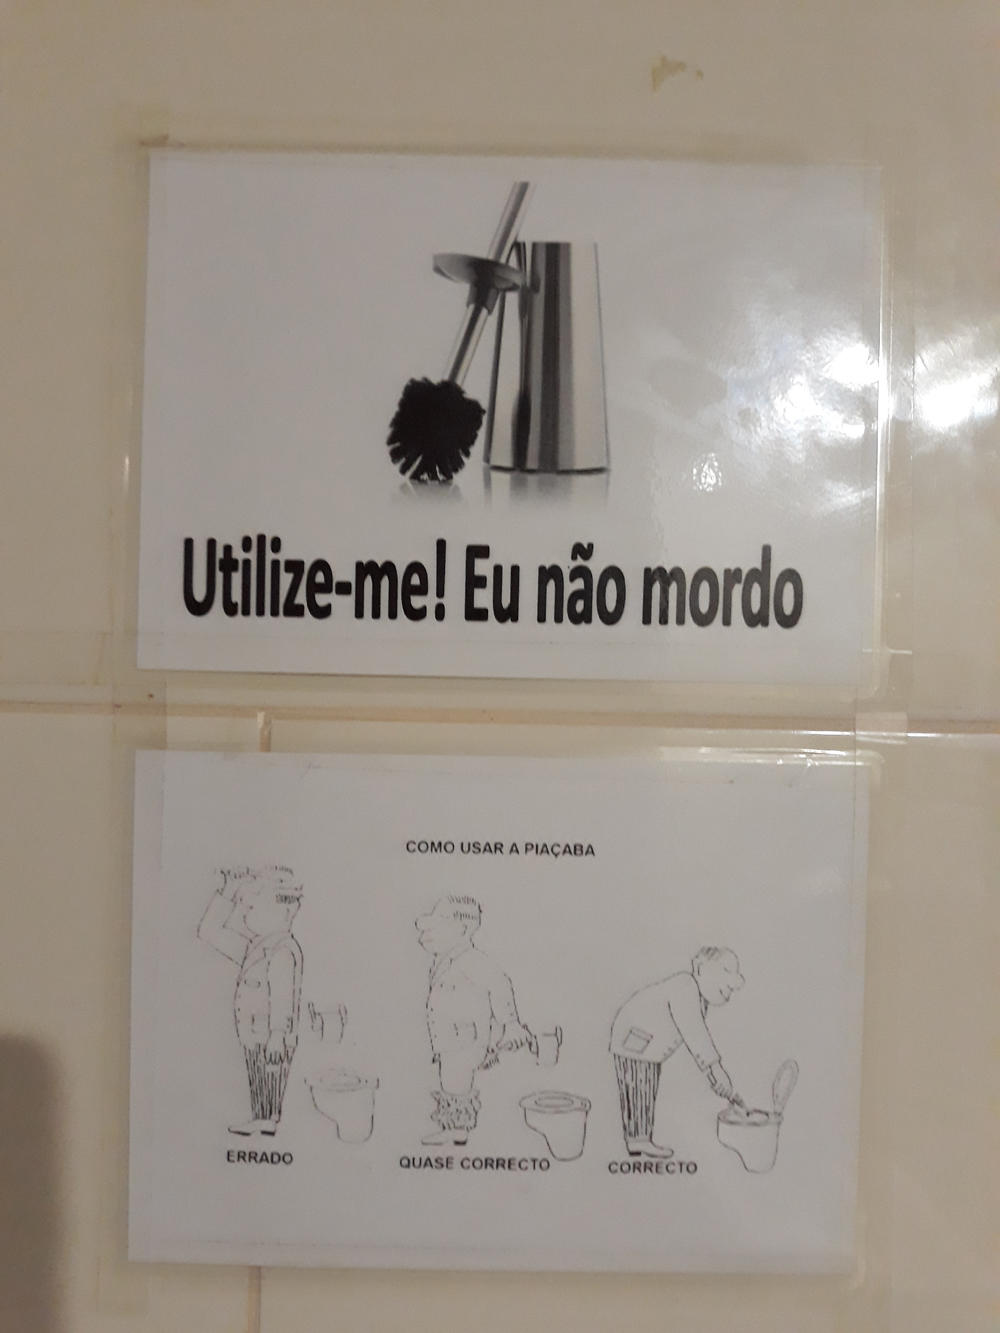 Utilize-me! Eu não mordo
COMO USAR A PIAÇABA
ERRADO
QUASE CORRECTO
CORRECTO